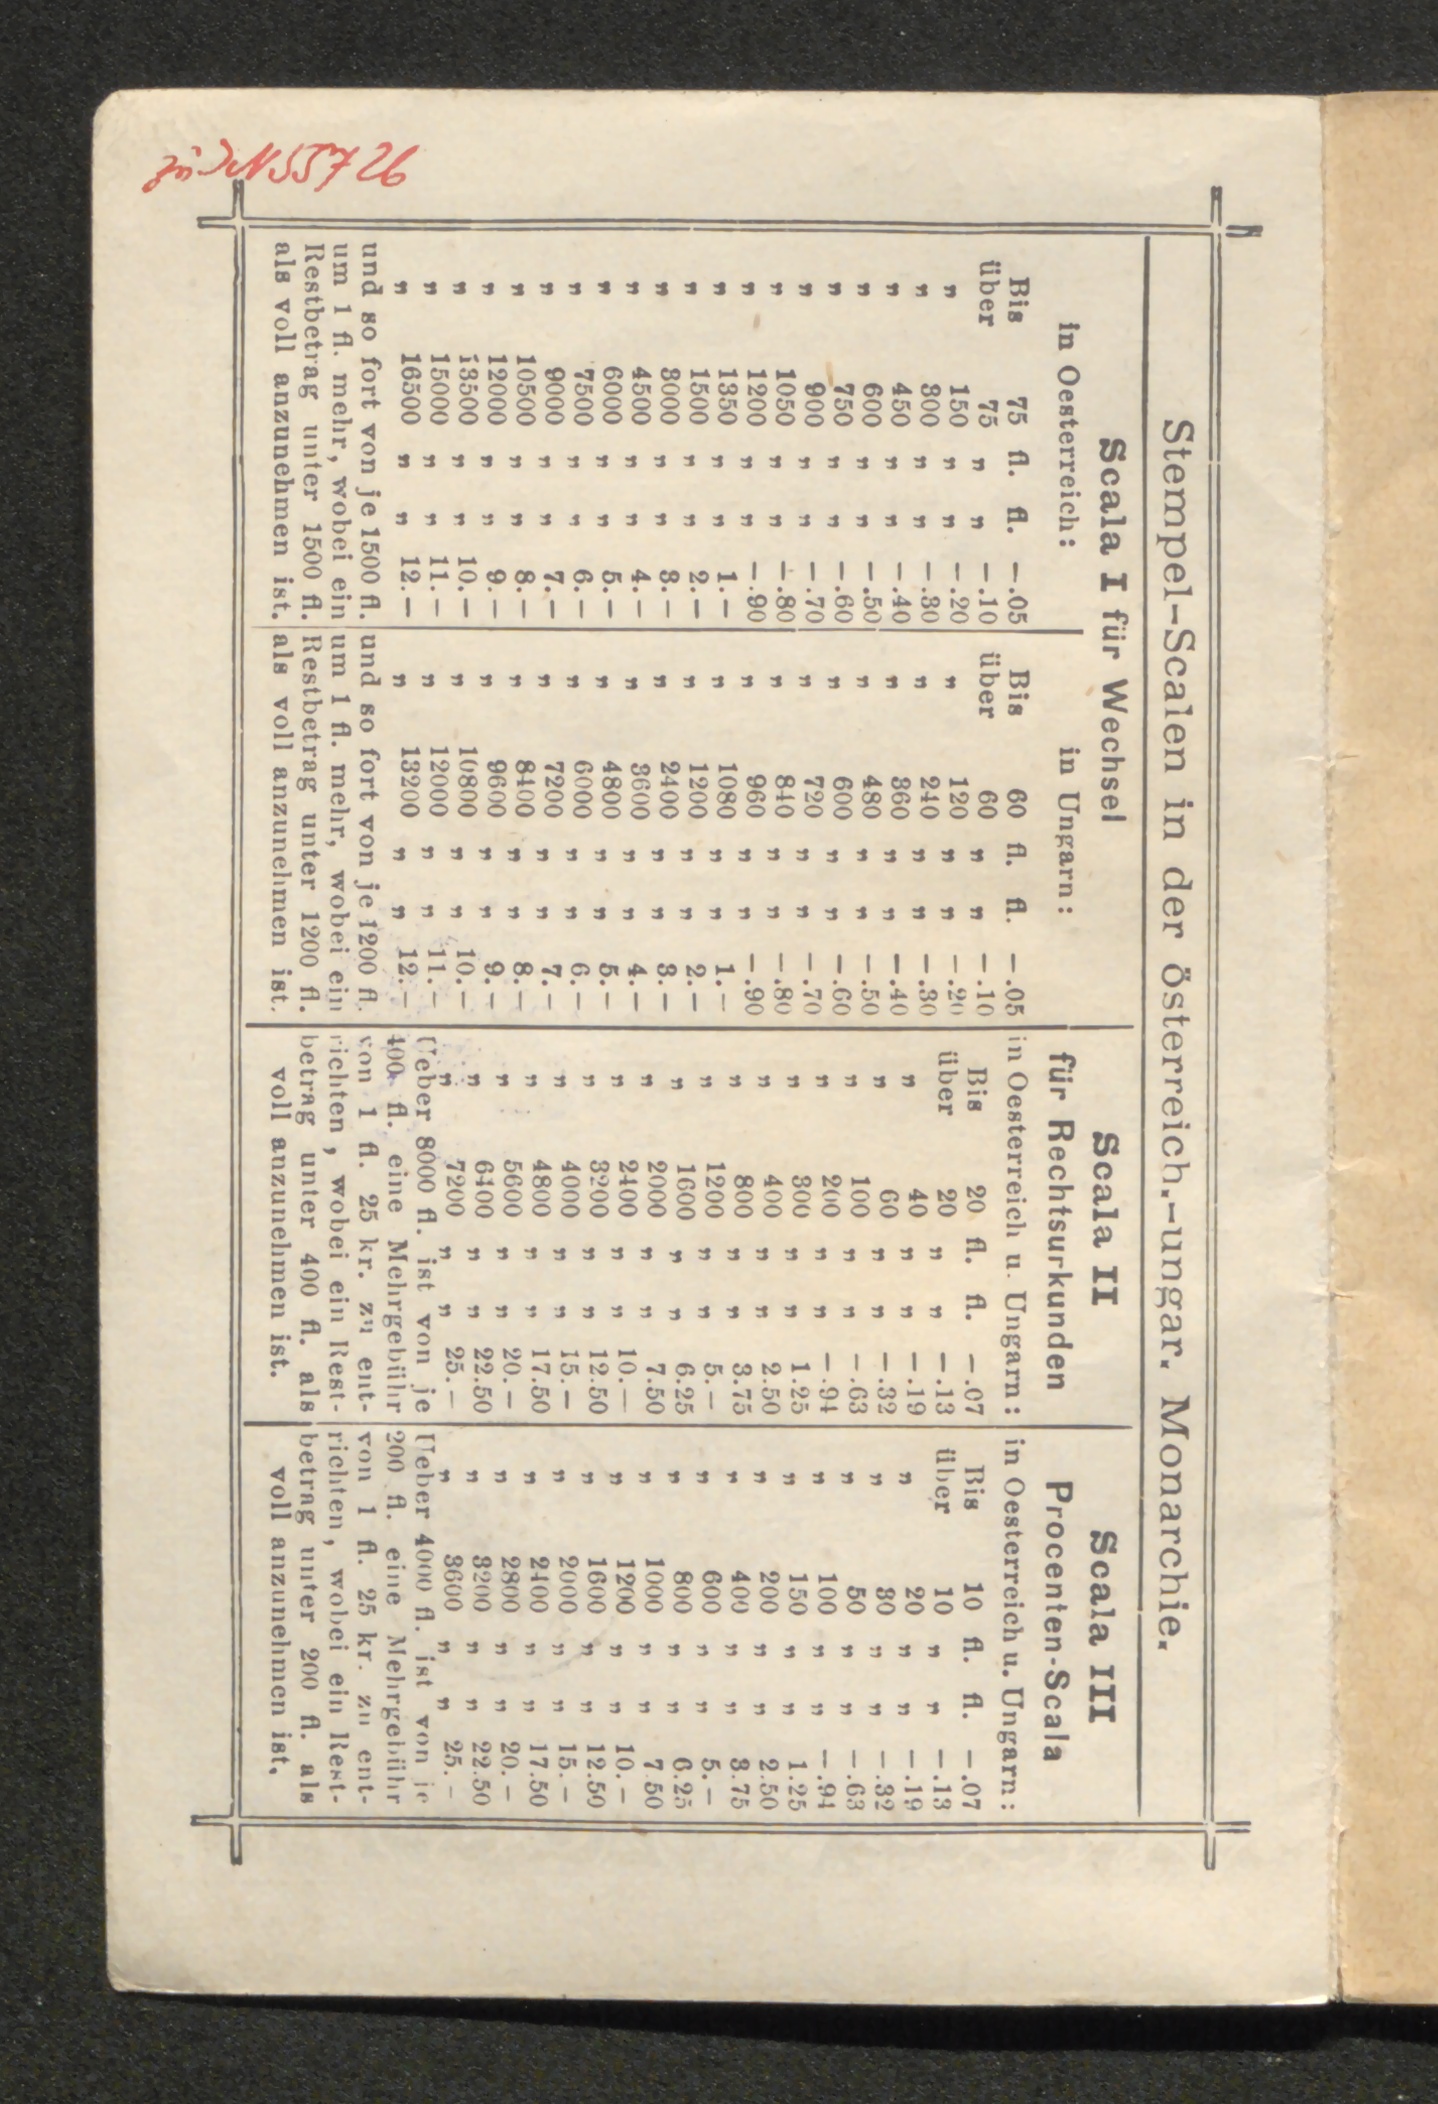 Stempel-Scalen in der österreich.-ungar. Monarchie.
Scala I für Wechsel
in Oesterreich:
Bis 75 fl. fl. —.05
über 75 „ „ —.10
„ 150 „ „ —.20
„ 300 „ „ —.30
„ 450 „ „ —.40
„ 600 „ „ —.50
„ 750 „ „ —.60
„ 900 „ „ —.70
„ 1050 „ „ —.80
„ 1200 „ „ —.90
„ 1350 „ „ 1.—
„ 1500 „ „ 2.—
„ 3000 „ „ 3.—
„ 4500 „ „ 4.—
„ 6000 „ „ 5.—
„ 7500 „ „ 6.—
„ 9000 „ „ 7.—
„ 10500 „ „ 8.—
„ 12000 „ „ 9.—
„ 13500 „ „ 10.—
„ 15000 „ „ 11.—
„ 16500 „ „ 12.—
und so fort von je 1500 fl.
um 1 fl. mehr, wobei ein
Restbetrag unter 1500 fl.
als voll anzunehmen ist.
in Ungarn:
Bis 60 fl. fl. —.05
über 60 „ „ —.10
„ 120 „ „ —.20
„ 240 „ „ —.30
„ 360 „ „ —.40
„ 480 „ „ —.50
„ 600 „ „ —.60
„ 720 „ „ —.70
„ 840 „ „ —.80
„ 960 „ „ —.90
„ 1080 „ „ 1.—
„ 1200 „ „ 2.—
„ 2400 „ „ 3.—
„ 3600 „ „ 4.—
„ 4800 „ „ 5.—
„ 6000 „ „ 6.—
„ 7200 „ „ 7.—
„ 8400 „ „ 8.—
„ 9600 „ „ 9.—
„ 10800 „ „ 10.—
„ 12000 „ „ 11.—
„ 13200 „ „ 12.—
und so fort von je 1200 fl.
um 1 fl. mehr, wobei ein
Restbetrag unter 1200 fl.
als voll anzunehmen ist.
Scala II
für Rechtsurkunden
in Oesterreich u. Ungarn:
Bis 20 fl. fl. —.07
über 20 „ „ —.13
„ 40 „ „ —.19
„ 60 „ „ —.32
„ 100 „ „ —.63
„ 200 „ „ —.94
„ 300 „ „ 1.25
„ 400 „ „ 2.50
„ 800 „ „ 3.75
„ 1200 „ „ 5.—
„ 1600 „ „ 6.25
„ 2000 „ „ 7.50
„ 2400 „ „ 10.—
„ 3200 „ „ 12.50
„ 4000 „ „ 15.—
„ 4800 „ „ 17.50
„ 5600 „ „ 20.—
„ 6400 „ „ 22.50
„ 7200 „ „ 25.—
Ueber 8000 fl. ist von je
400 fl. eine Mehrgebühr
von 1 fl. 25 kr. zu ent-
richten, wobei ein Rest-
betrag unter 400 fl. als
voll anzunehmen ist.
Scala III
Procenten-Scala
in Oesterreich u. Ungarn:
Bis 10 fl. fl. —.07
über 10 „ „ —.13
„ 20 „ „ —.19
„ 30 „ „ —.32
„ 50 „ „ —.63
„ 100 „ „ —.94
„ 150 „ „ 1.25
„ 200 „ „ 2.50
„ 400 „ „ 3.75
„ 600 „ „ 5.—
„ 800 „ „ 6.25
„ 1000 „ „ 7.50
„ 1200 „ „ 10.—
„ 1600 „ „ 12.50
„ 2000 „ „ 15.—
„ 2400 „ „ 17.50
„ 2800 „ „ 20.—
„ 3200 „ „ 22.50
„ 3600 „ „ 25.—
Ueber 4000 fl. ist von je
200 fl. eine Mehrgebühr
von 1 fl. 25 kr. zu ent-
richten, wobei ein Rest-
betrag unter 200 fl. als
voll anzunehmen ist.